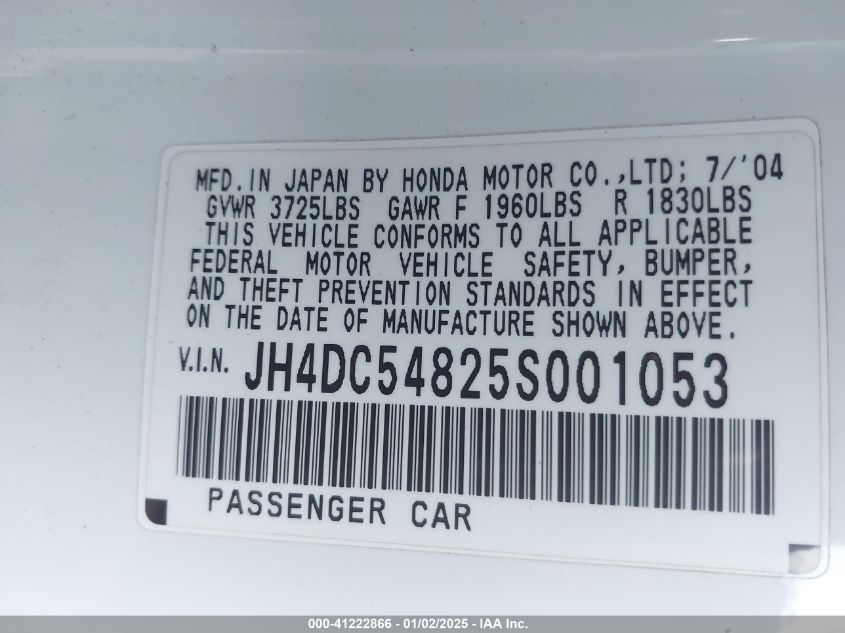 MFD. IN JAPAN BY HONDA MOTOR CO.,LTD; 7/'04
GVWR 3725LBS GAWR F 1960LBS R 1830LBS
THIS VEHICLE CONFORMS TO ALL APPLICABLE
FEDERAL MOTOR VEHICLE SAFETY, BUMPER,
AND THEFT PREVENTION STANDARDS IN EFFECT
ON THE DATE OF MANUFACTURE SHOWN ABOVE.
V.I.N. JH4DC54825S001053
PASSENGER CAR
000-41222866 - 01/02/2025 - IAA Inc.